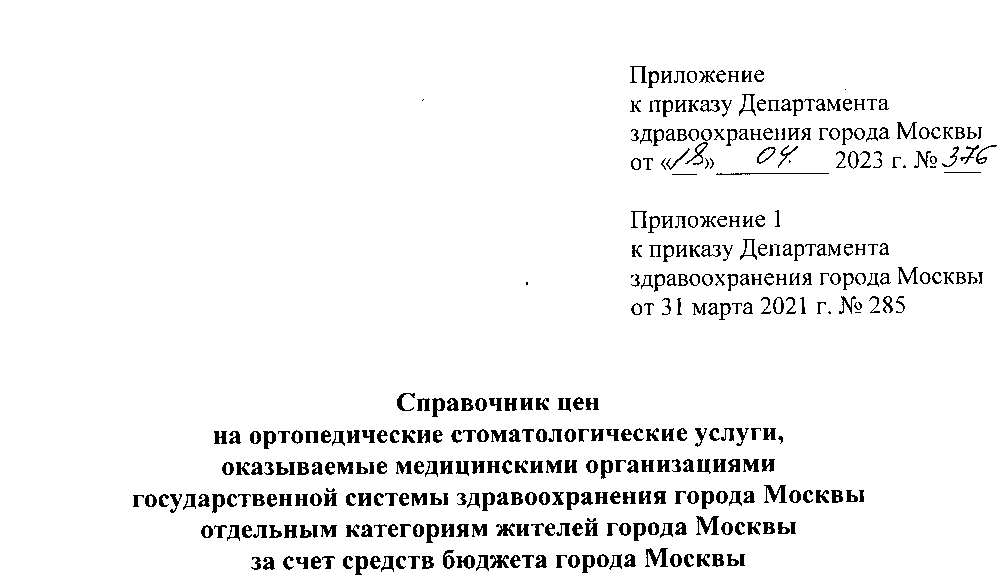 Приложение
к приказу Департамента
здравоохранения города Москвы
от «18» 04. 2023 г. № 376
Приложение 1
к приказу Департамента
здравоохранения города Москвы
от 31 марта 2021 г. № 285
Справочник цен
на ортопедические стоматологические услуги,
оказываемые медицинскими организациями
государственной системы здравоохранения города Москвы
отдельным категориям жителей города Москвы
за счет средств бюджета города Москвы